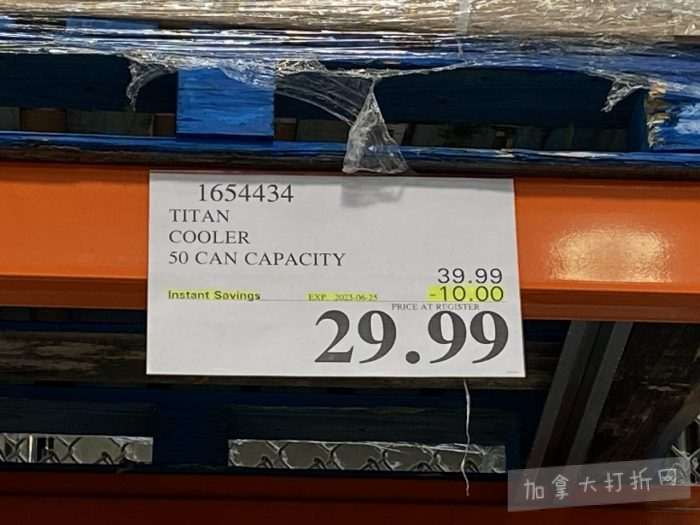 1654434
TITAN
COOLER
50 CAN CAPACITY
39.99
Instant Savings EXP. 2023-06-25 -10.00
PRICE AT REGISTER
29.99
加拿大打折网